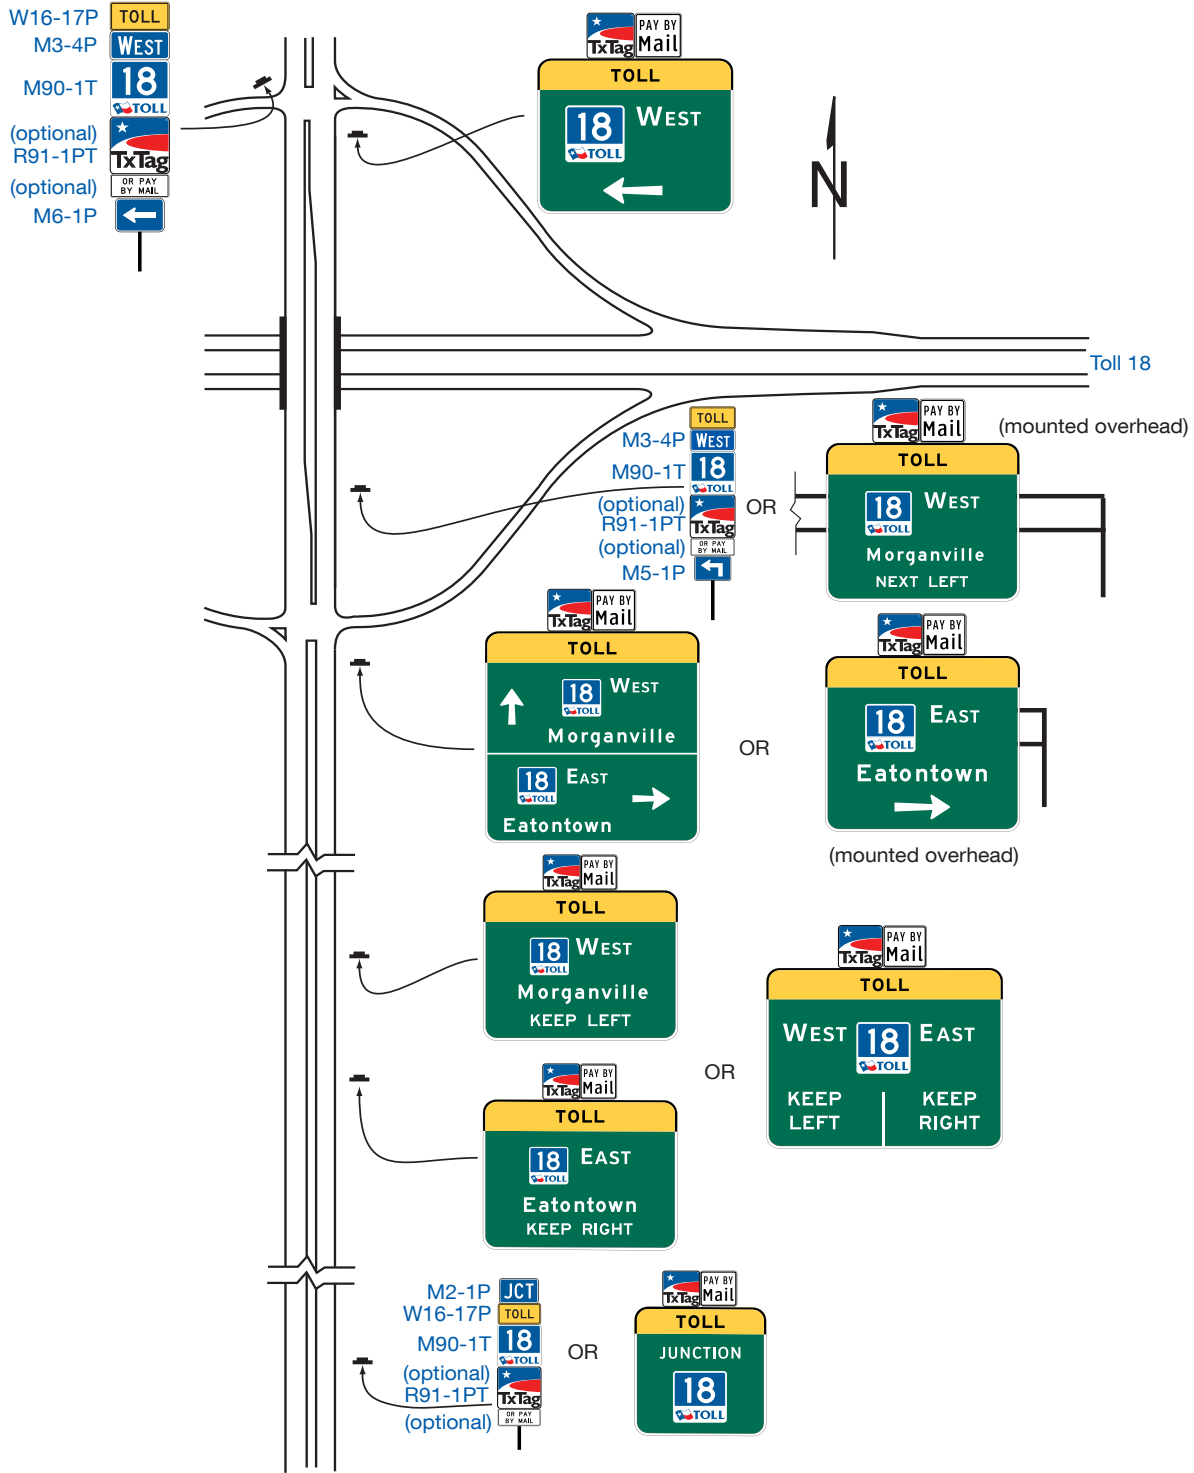 W16-17P
TOLL
M3-4P
WEST
M90-1T
18
TOLL
(optional)
R91-1PT
TxTag
(optional)
OR PAY
BY MAIL
M6-1P
TxTag
PAY BY
Mail
TOLL
18
WEST
TOLL
N
Toll 18
TOLL
M3-4P
WEST
M90-1T
18
TOLL
(optional)
R91-1PT
TxTag
(optional)
OR PAY
BY MAIL
M5-1P
OR
TxTag
PAY BY
Mail
(mounted overhead)
TOLL
18
WEST
TOLL
Morganville
NEXT LEFT
TxTag
PAY BY
Mail
TOLL
18
WEST
TOLL
Morganville
18
EAST
TOLL
Eatontown
OR
TxTag
PAY BY
Mail
TOLL
18
EAST
TOLL
Eatontown
(mounted overhead)
TxTag
PAY BY
Mail
TOLL
18
WEST
TOLL
Morganville
KEEP LEFT
TxTag
PAY BY
Mail
TOLL
18
EAST
TOLL
Eatontown
KEEP RIGHT
OR
TxTag
PAY BY
Mail
TOLL
WEST
18
EAST
TOLL
KEEP
LEFT
KEEP
RIGHT
M2-1P
JCT
W16-17P
TOLL
M90-1T
18
TOLL
(optional)
R91-1PT
TxTag
(optional)
OR PAY
BY MAIL
OR
TxTag
PAY BY
Mail
TOLL
JUNCTION
18
TOLL